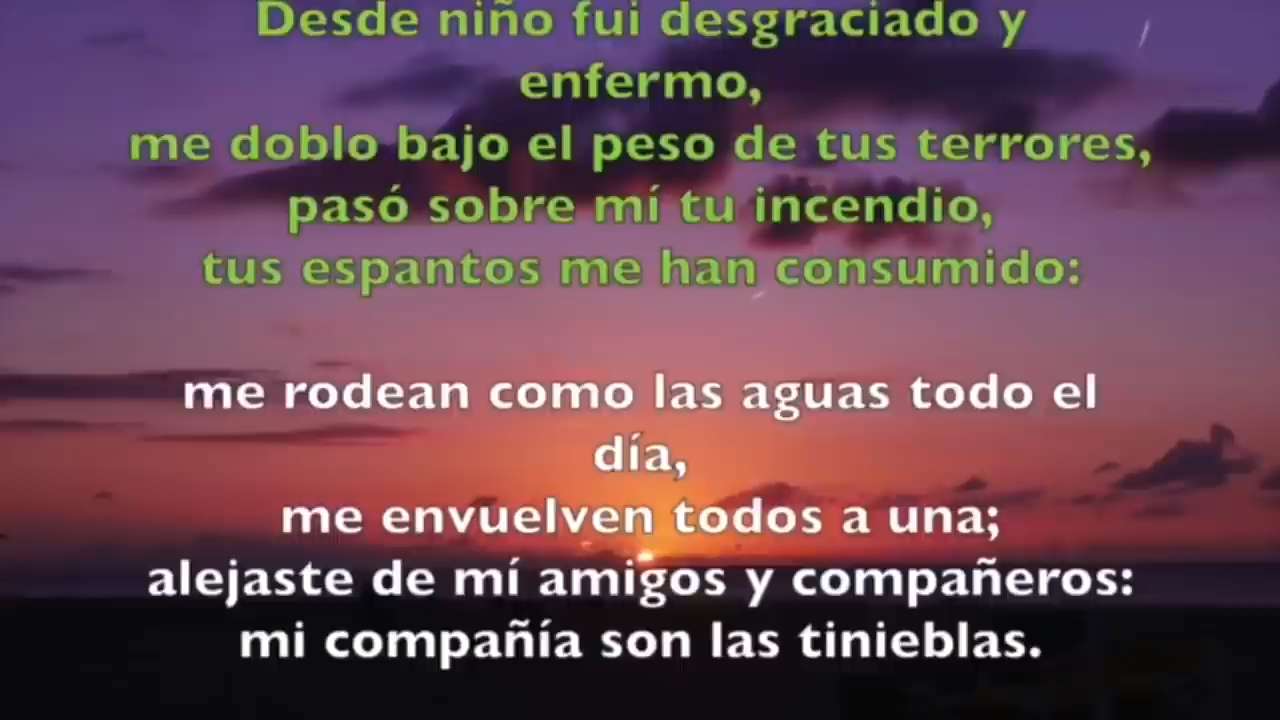 Desde niño fui desgraciado y
enfermo,
me doblo bajo el peso de tus terrores,
pasó sobre mí tu incendio,
tus espantos me han consumido:
me rodean como las aguas todo el
día,
me envuelven todos a una;
alejaste de mí amigos y compañeros:
mi compañía son las tinieblas.